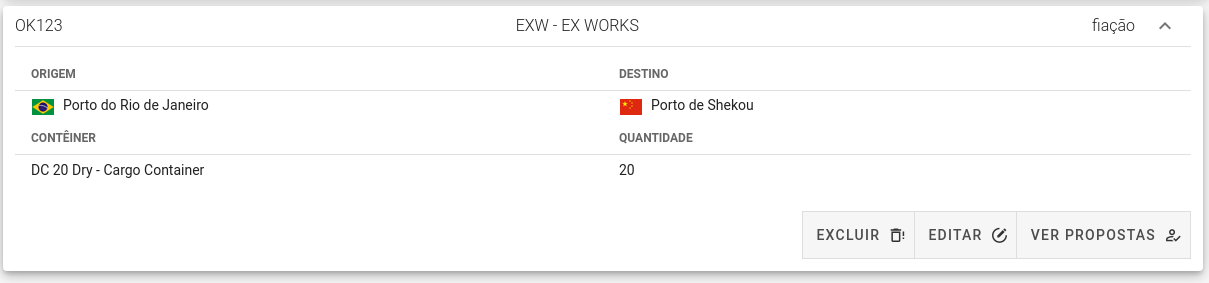 OK123 EXW - EX WORKS fiação
ORIGEM DESTINO
Porto do Rio de Janeiro Porto de Shekou
CONTÊINER QUANTIDADE
DC 20 Dry - Cargo Container 20
EXCLUIR EDITAR VER PROPOSTAS